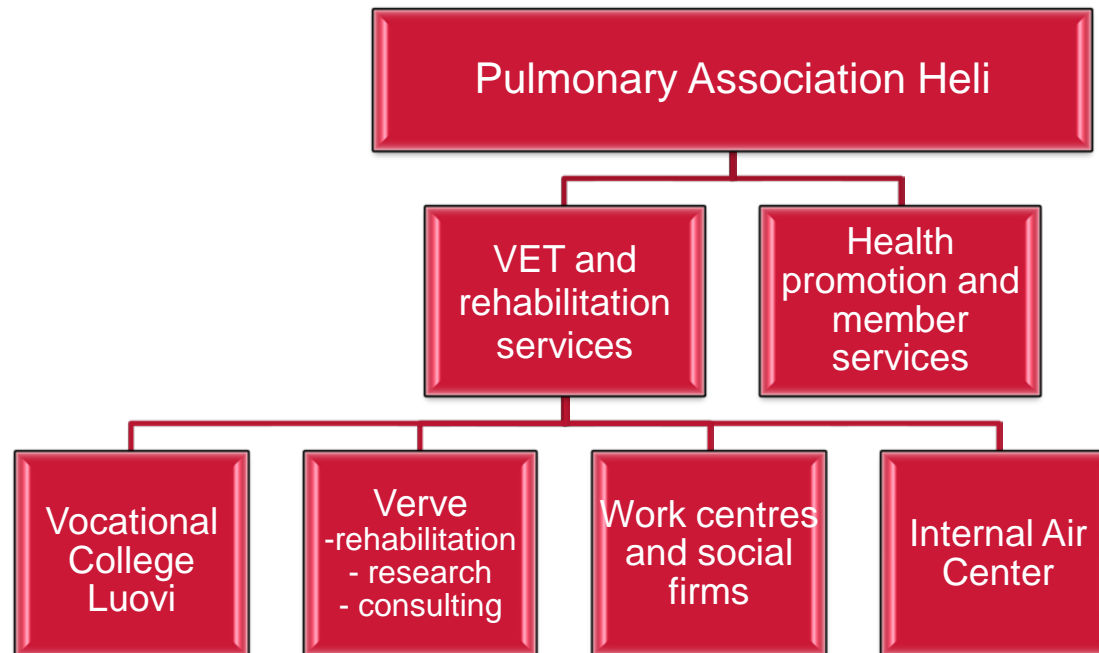 Pulmonary Association Heli
VET and
rehabilitation
services
Health
promotion and
member
services
Vocational
College
Luovi
Verve
-rehabilitation
- research
- consulting
Work centres
and social
firms
Internal Air
Center